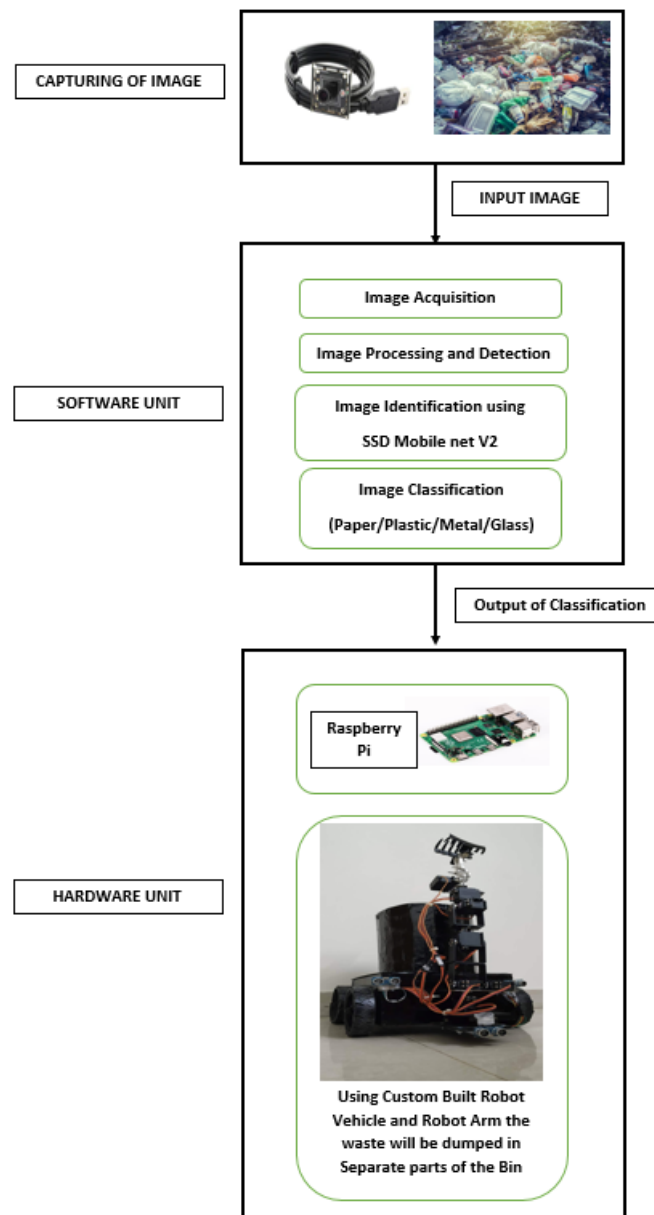 CAPTURING OF IMAGE
INPUT IMAGE
SOFTWARE UNIT
Image Acquisition
Image Processing and Detection
Image Identification using
SSD Mobile net V2
Image Classification
(Paper/Plastic/Metal/Glass)
Output of Classification
HARDWARE UNIT
Raspberry
Pi
Using Custom Built Robot
Vehicle and Robot Arm the
waste will be dumped in
Separate parts of the Bin